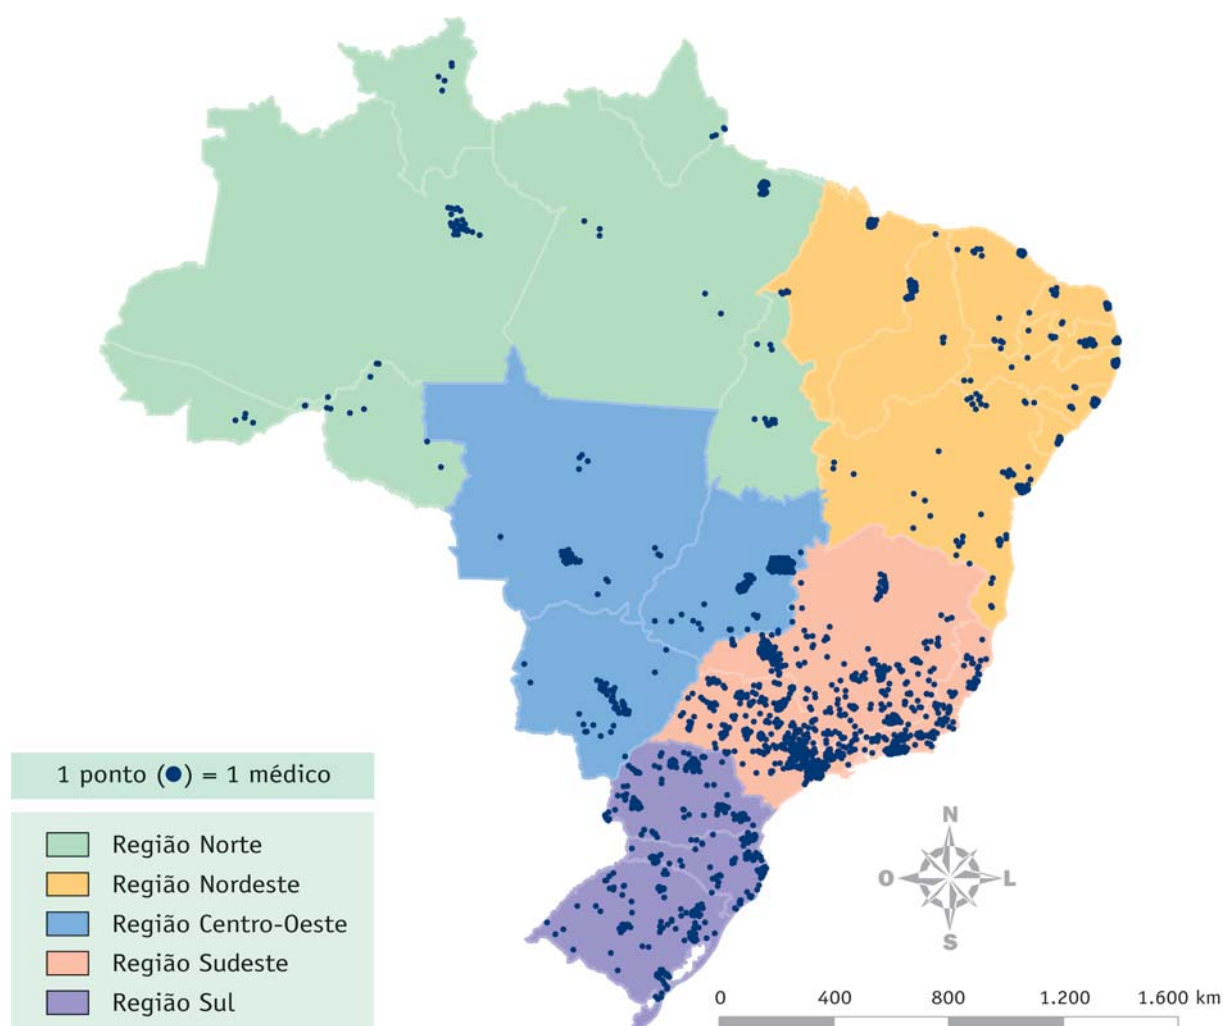 1 ponto (●) = 1 médico
Região Norte
Região Nordeste
Região Centro-Oeste
Região Sudeste
Região Sul
N
O L
S
0 400 800 1.200 1.600 km